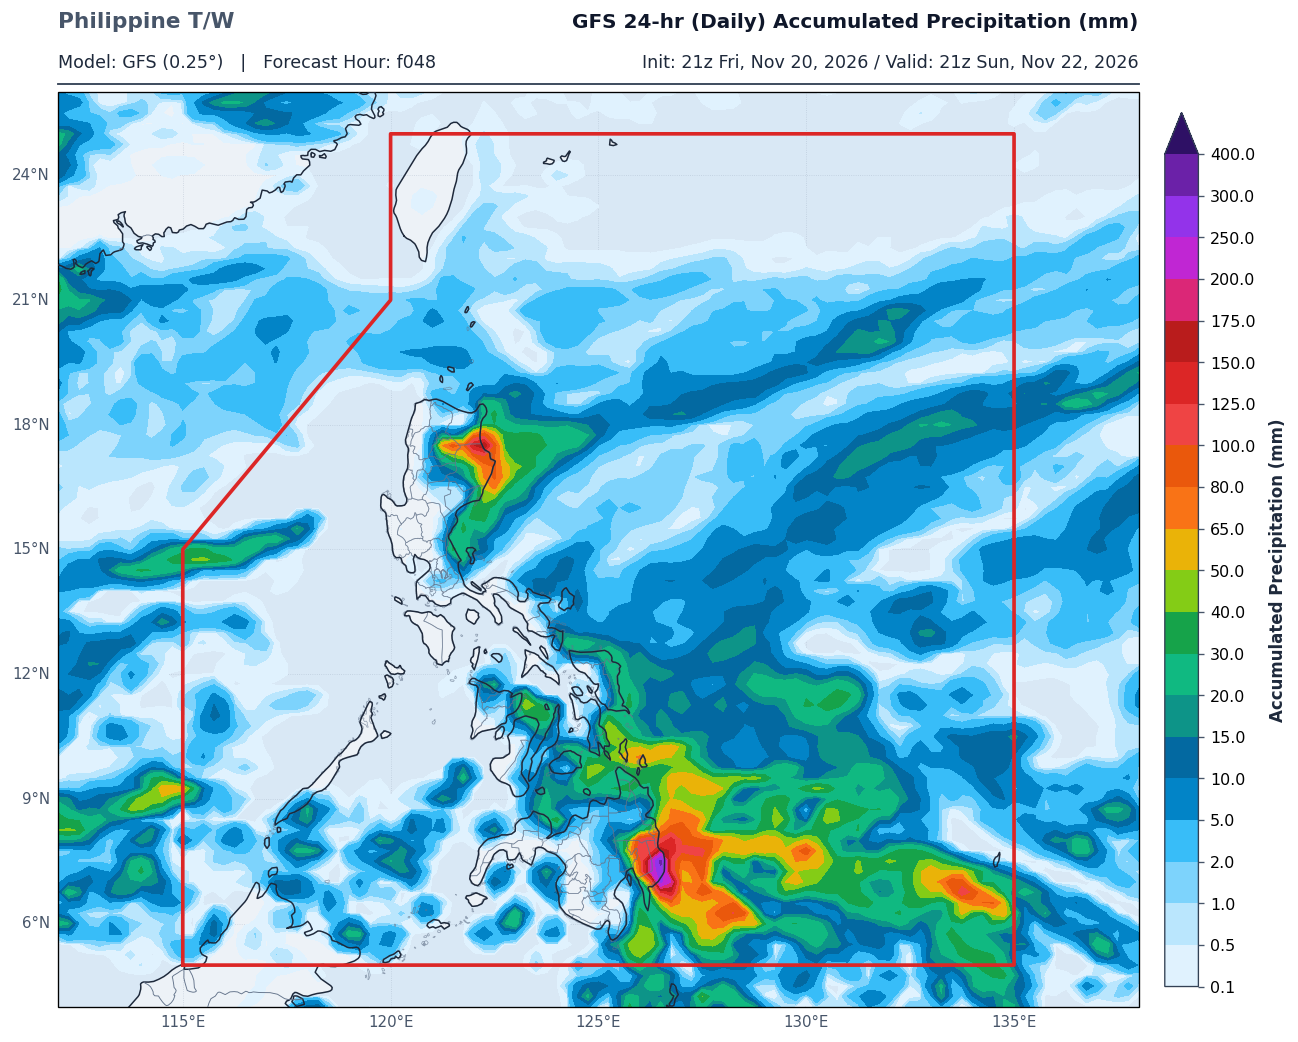 Philippine T/W
GFS 24-hr (Daily) Accumulated Precipitation (mm)
Model: GFS (0.25°)   |   Forecast Hour: f048
Init: 21z Fri, Nov 20, 2026 / Valid: 21z Sun, Nov 22, 2026
24°N
21°N
18°N
15°N
12°N
9°N
6°N
115°E
120°E
125°E
130°E
135°E
400.0
300.0
250.0
200.0
175.0
150.0
125.0
100.0
80.0
65.0
50.0
40.0
30.0
20.0
15.0
10.0
5.0
2.0
1.0
0.5
0.1
Accumulated Precipitation (mm)